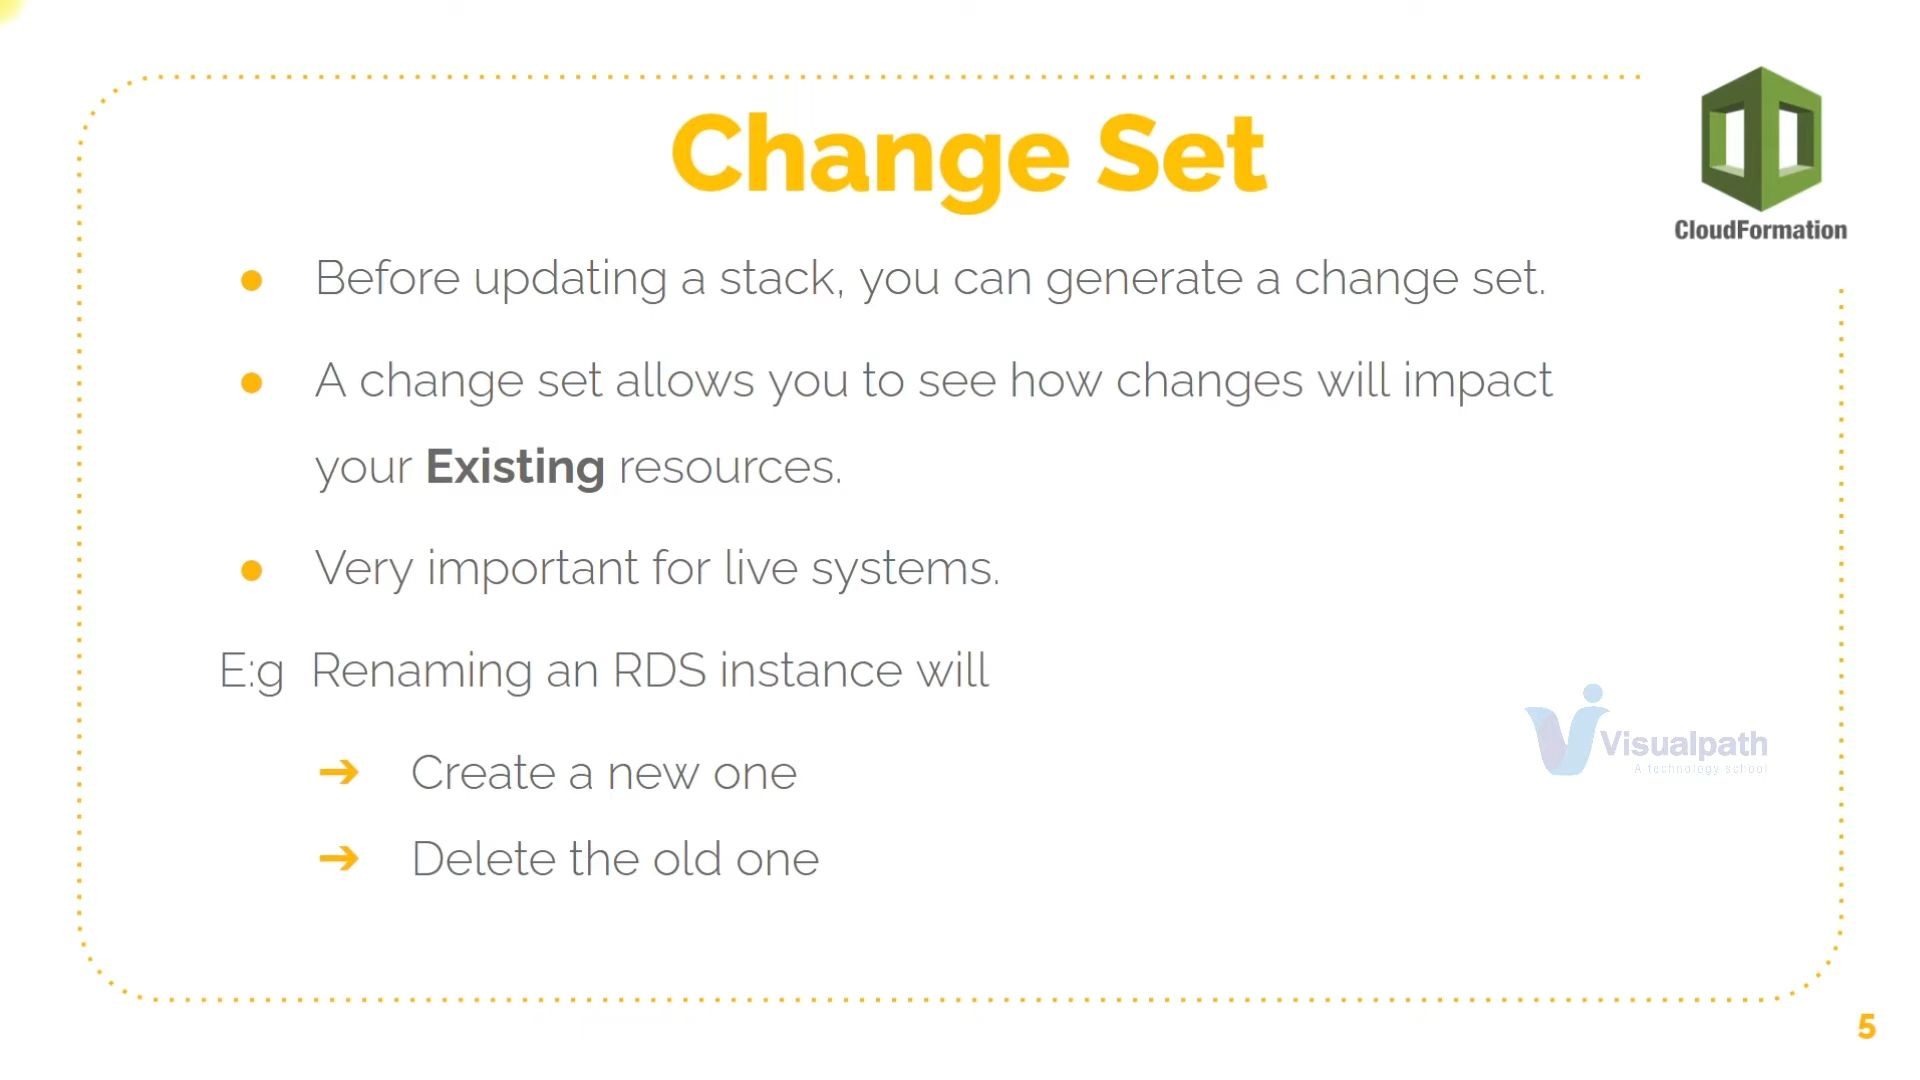 Change Set
CloudFormation
● Before updating a stack, you can generate a change set.
● A change set allows you to see how changes will impact
your Existing resources.
● Very important for live systems.
E:g Renaming an RDS instance will
➔ Create a new one
➔ Delete the old one
Visualpath
A technology school
5